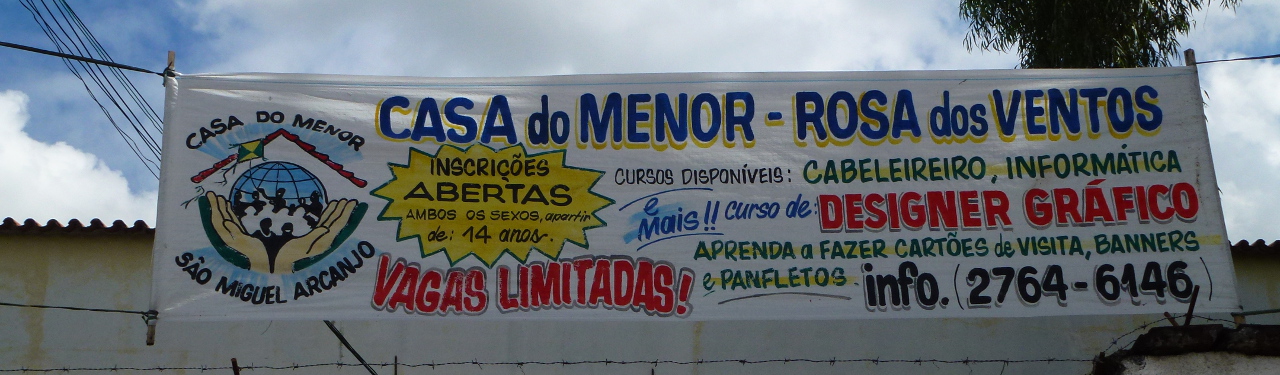 CASA DO MENOR
SÃO MIGUEL ARCANJO
CASA do MENOR - ROSA dos VENTOS
INSCRIÇÕES
ABERTAS
AMBOS OS SEXOS, apartir
de: 14 anos.
VAGAS LIMITADAS!
CURSOS DISPONÍVEIS: CABELEIREIRO, INFORMÁTICA
e Mais!! curso de: DESIGNER GRÁFICO
APRENDA a FAZER CARTÕES de VISITA, BANNERS
e PANFLETOS info. (2764-6146)